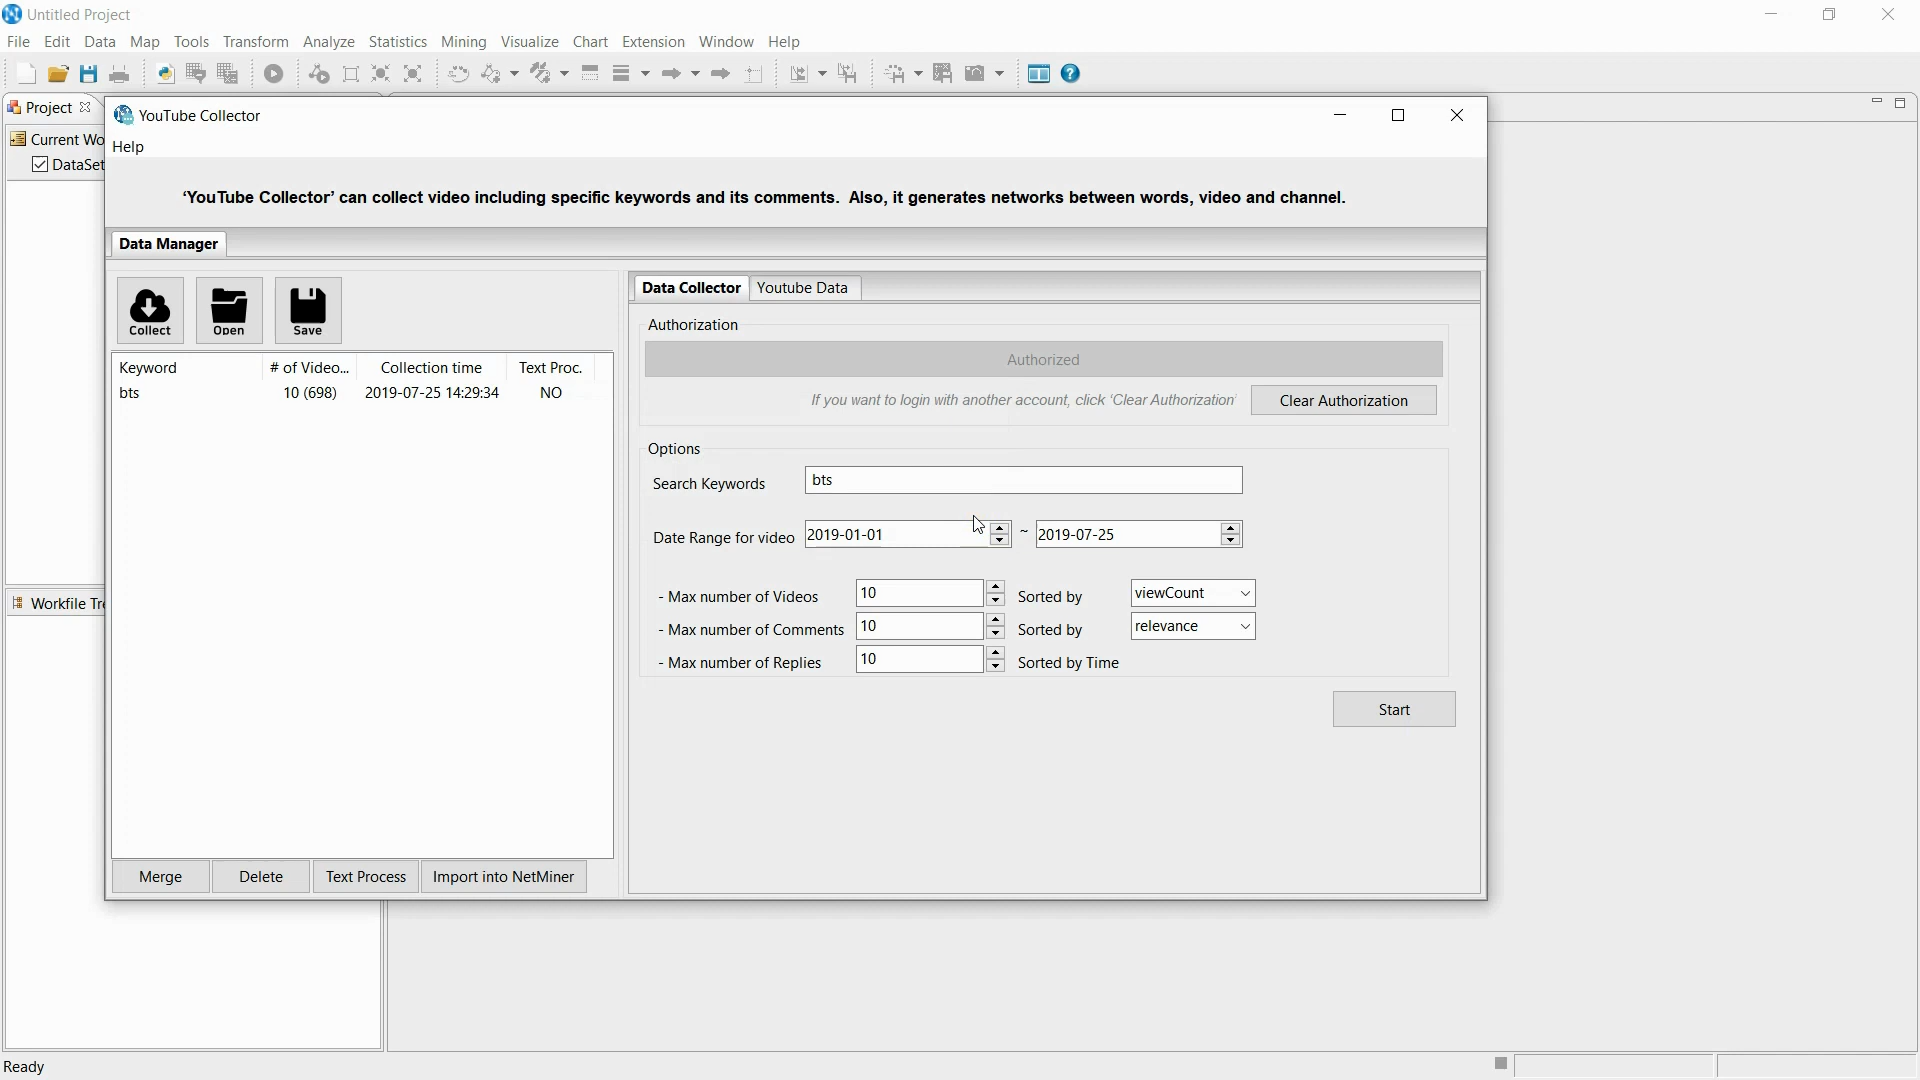 Untitled Project
File Edit Data Map Tools Transform Analyze Statistics Mining Visualize Chart Extension Window Help
Project
YouTube Collector
Current Wo
Help
DataSet
‘YouTube Collector’ can collect video including specific keywords and its comments. Also, it generates networks between words, video and channel.
Data Manager
Data Collector Youtube Data
Collect Open Save
Authorization
Authorized
Keyword # of Video... Collection time Text Proc.
bts 10 (698) 2019-07-25 14:29:34 NO
If you want to login with another account, click ‘Clear Authorization’ Clear Authorization
Options
Search Keywords bts
Date Range for video 2019-01-01 ~ 2019-07-25
- Max number of Videos 10 Sorted by viewCount
Workfile Tre
- Max number of Comments 10 Sorted by relevance
- Max number of Replies 10 Sorted by Time
Start
Merge Delete Text Process Import into NetMiner
Ready